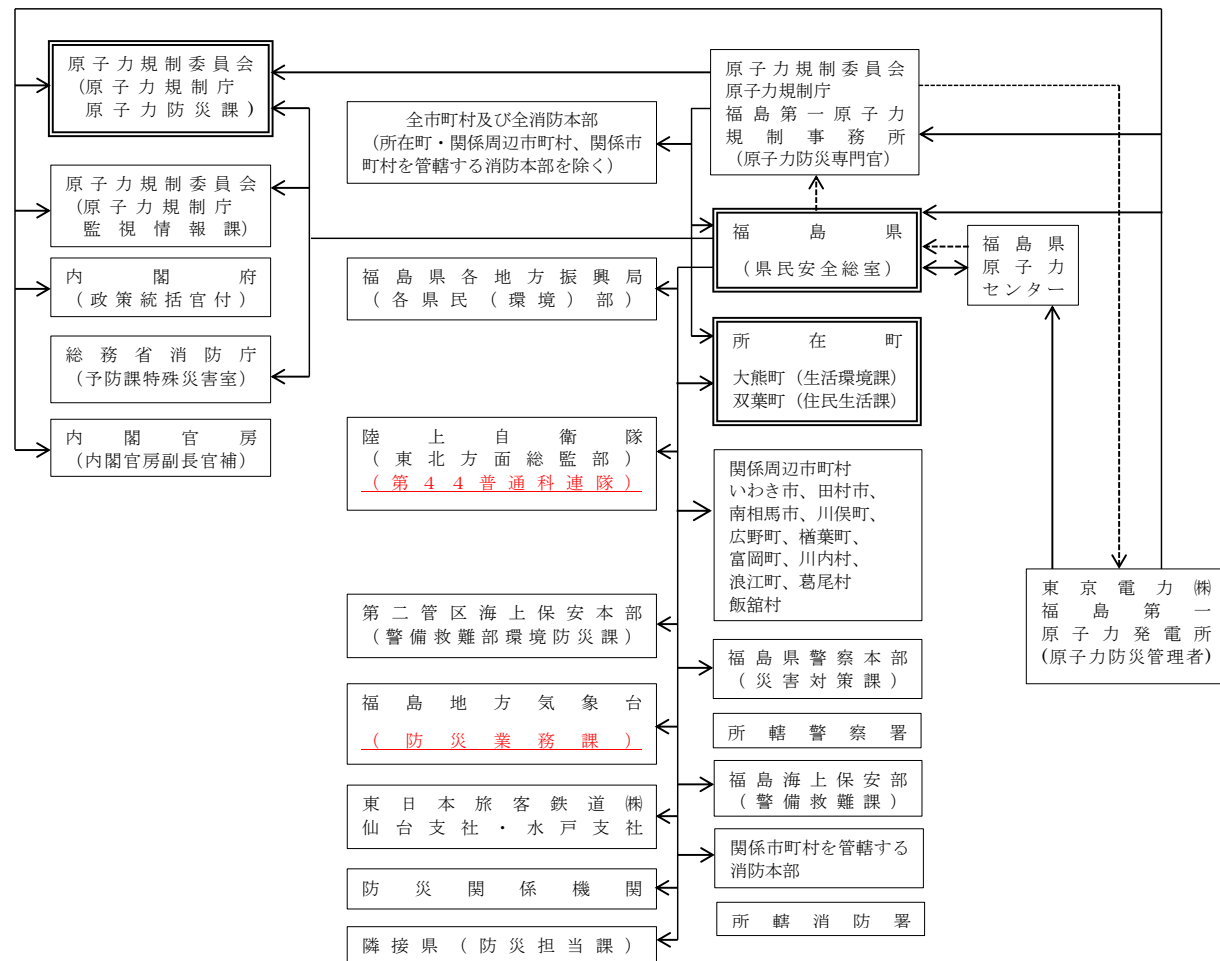 原子力規制委員会
(原子力規制庁
原子力防災課)
原子力規制委員会
(原子力規制庁
監視情報課)
内閣府
(政策統括官付)
総務省消防庁
(予防課特殊災害室)
内閣官房
(内閣官房副長官補)
全市町村及び全消防本部
(所在町・関係周辺市町村、関係市
町村を管轄する消防本部を除く)
福島県各地方振興局
(各県民(環境)部)
陸上自衛隊
(東北方面総監部)
(第44普通科連隊)
第二管区海上保安本部
(警備救難部環境防災課)
福島地方気象台
(防災業務課)
東日本旅客鉄道㈱
仙台支社・水戸支社
防災関係機関
隣接県(防災担当課)
原子力規制委員会
原子力規制庁
福島第一原子力
規制事務所
(原子力防災専門官)
福島県
(県民安全総室)
所在町
大熊町(生活環境課)
双葉町(住民生活課)
関係周辺市町村
いわき市、田村市、
南相馬市、川俣町、
広野町、楢葉町、
富岡町、川内村、
浪江町、葛尾村
飯舘村
福島県警察本部
(災害対策課)
所轄警察署
福島海上保安部
(警備救難課)
関係市町村を管轄する
消防本部
所轄消防署
福島県
原子力
センター
東京電力㈱
福島第一
原子力発電所
(原子力防災管理者)